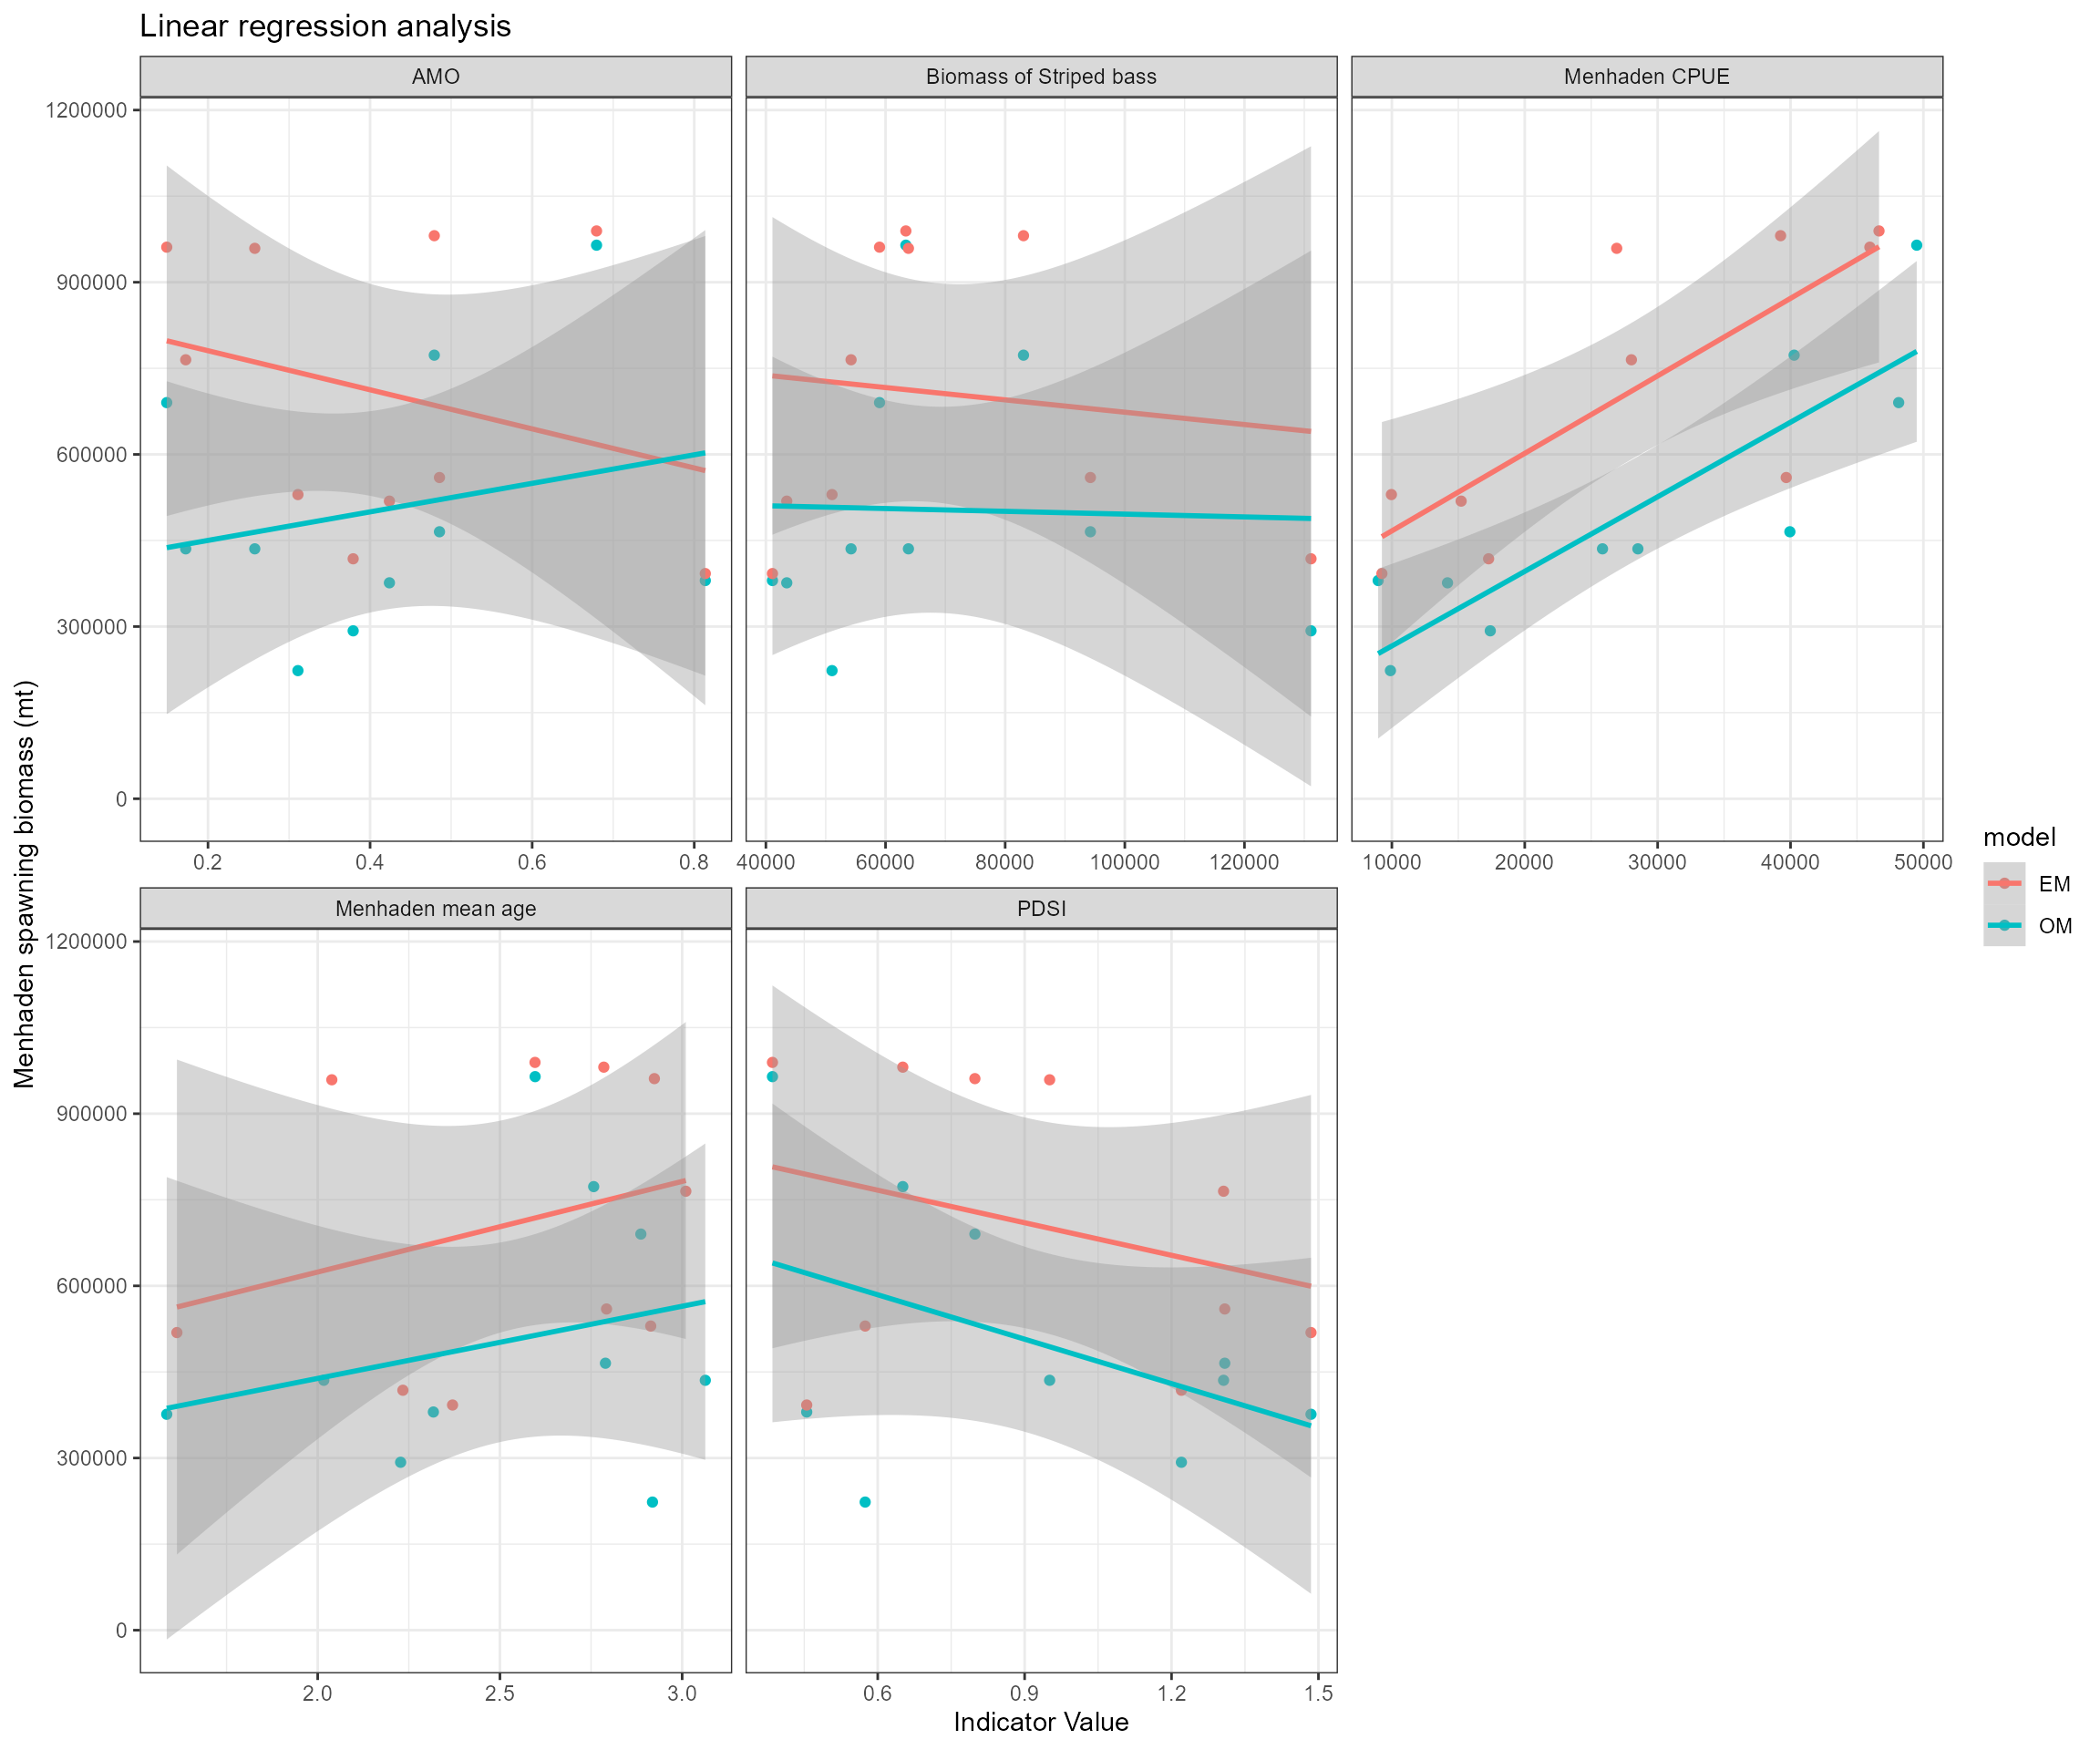 Linear regression analysis
AMO
Biomass of Striped bass
Menhaden CPUE
1200000
900000
600000
300000
0
0.2 0.4 0.6 0.8
40000 60000 80000 100000 120000
10000 20000 30000 40000 50000
Menhaden spawning biomass (mt)
model
EM
OM
Menhaden mean age
PDSI
1200000
900000
600000
300000
0
2.0 2.5 3.0
0.6 0.9 1.2 1.5
Indicator Value